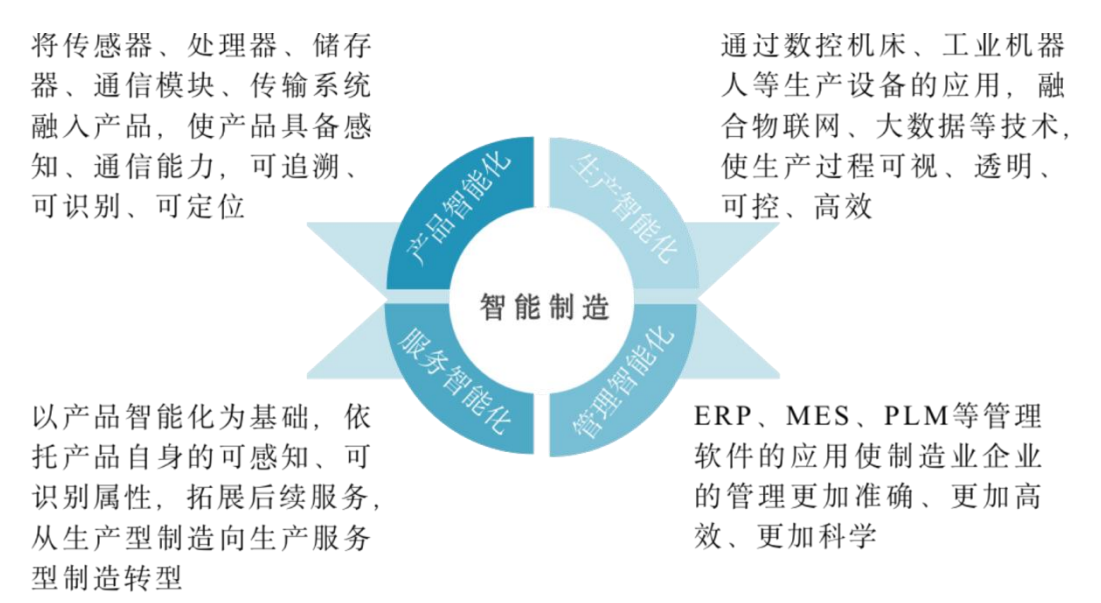 将传感器、处理器、储存
器、通信模块、传输系统
融入产品，使产品具备感
知、通信能力，可追溯、
可识别、可定位
通过数控机床、工业机器
人等生产设备的应用，融
合物联网、大数据等技术，
使生产过程可视、透明、
可控、高效
产品智能化
生产智能化
智能制造
服务智能化
管理智能化
以产品智能化为基础，依
托产品自身的可感知、可
识别属性，拓展后续服务，
从生产型制造向生产服务
型制造转型
ERP、MES、PLM等管理
软件的应用使制造业企业
的管理更加准确、更加高
效、更加科学